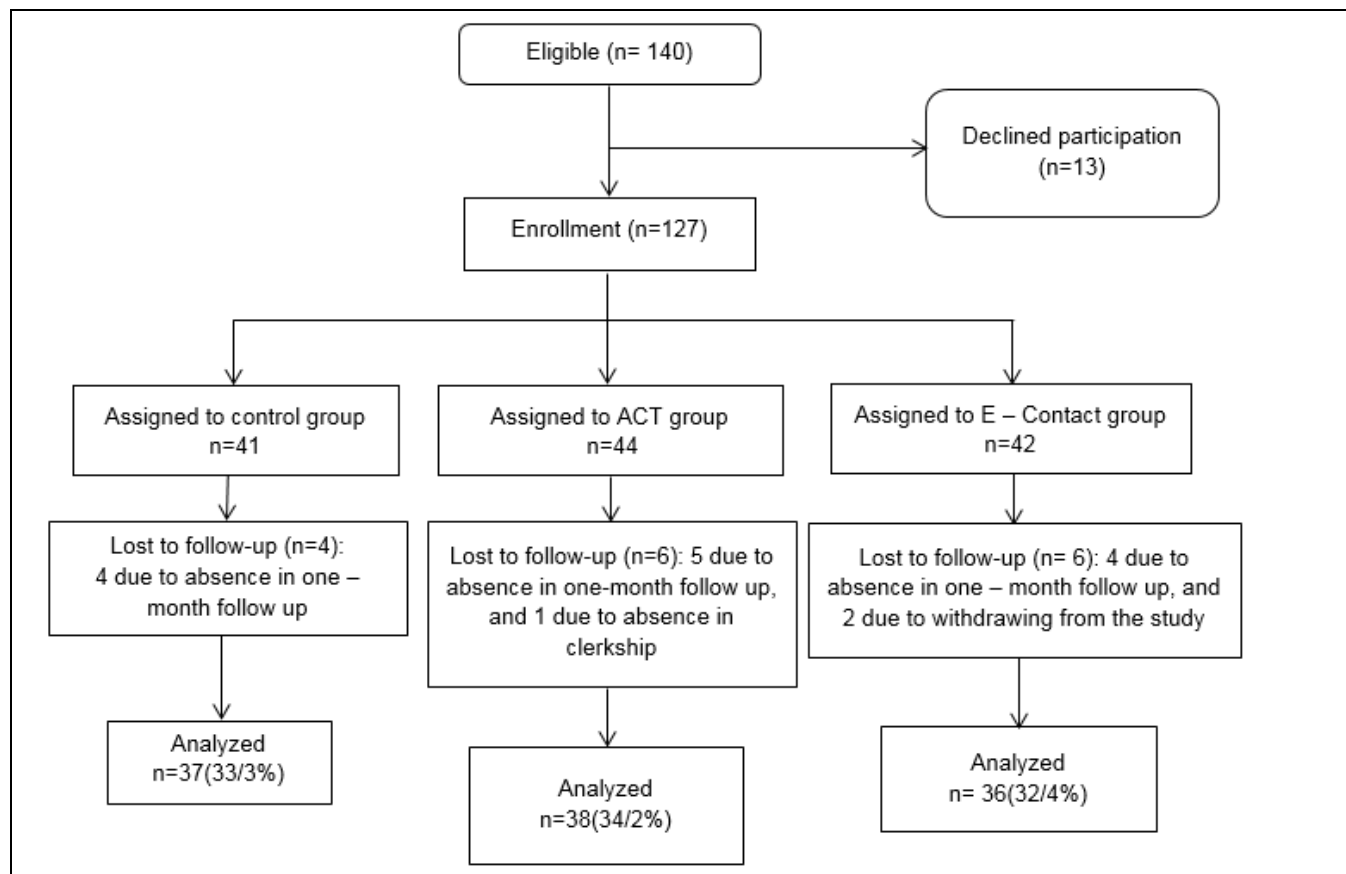 Eligible (n= 140)
Declined participation
(n=13)
Enrollment (n=127)
Assigned to control group
n=41
Assigned to ACT group
n=44
Assigned to E – Contact group
n=42
Lost to follow-up (n=4):
4 due to absence in one –
month follow up
Lost to follow-up (n=6): 5 due to
absence in one-month follow up,
and 1 due to absence in
clerkship
Lost to follow-up (n= 6): 4 due to
absence in one – month follow up, and
2 due to withdrawing from the study
Analyzed
n=37(33/3%)
Analyzed
n=38(34/2%)
Analyzed
n= 36(32/4%)